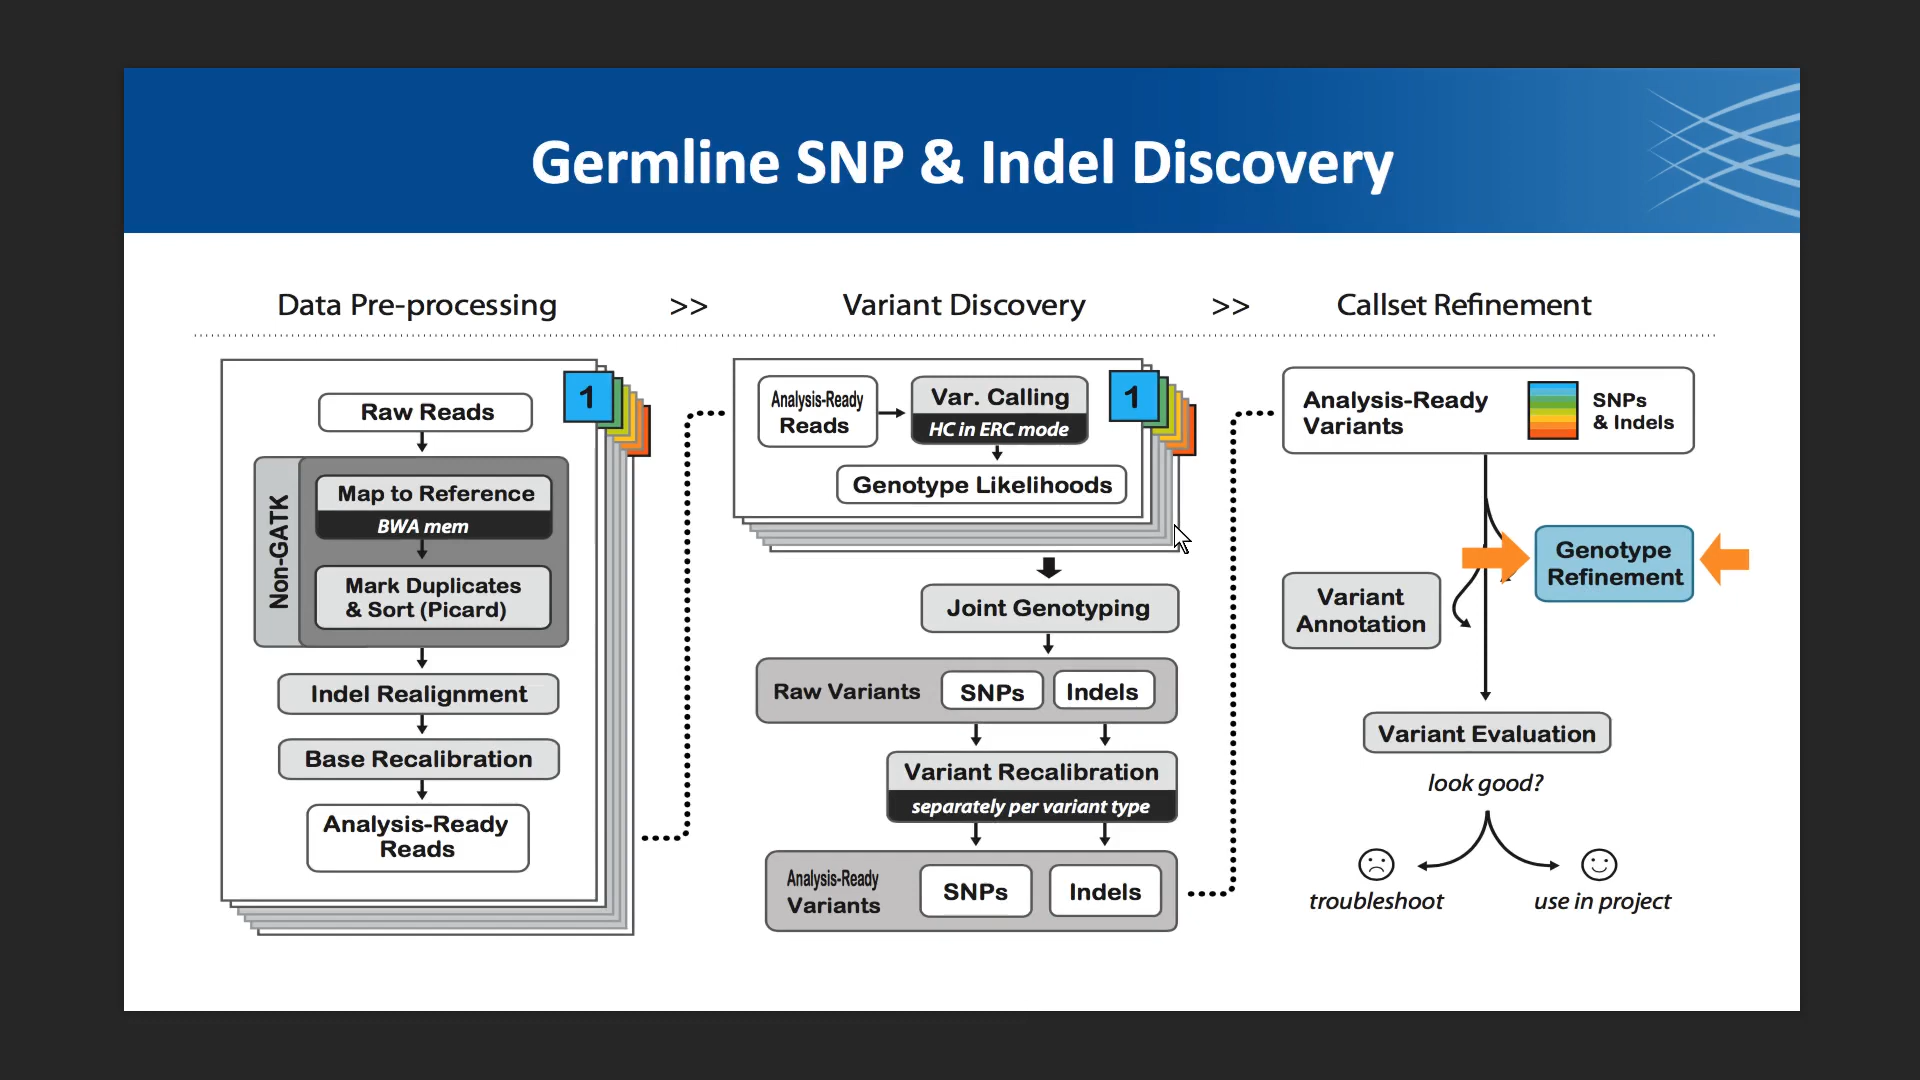 Germline SNP & Indel Discovery
Data Pre-processing >> Variant Discovery >> Callset Refinement
1
Raw Reads
Non-GATK
Map to Reference
BWA mem
Mark Duplicates
& Sort (Picard)
Indel Realignment
Base Recalibration
Analysis-Ready
Reads
1
Analysis-Ready
Reads
Var. Calling
HC in ERC mode
Genotype Likelihoods
Joint Genotyping
Raw Variants SNPs Indels
Variant Recalibration
separately per variant type
Analysis-Ready
Variants
SNPs Indels
Analysis-Ready
Variants
SNPs
& Indels
Genotype
Refinement
Variant
Annotation
Variant Evaluation
look good?
troubleshoot use in project